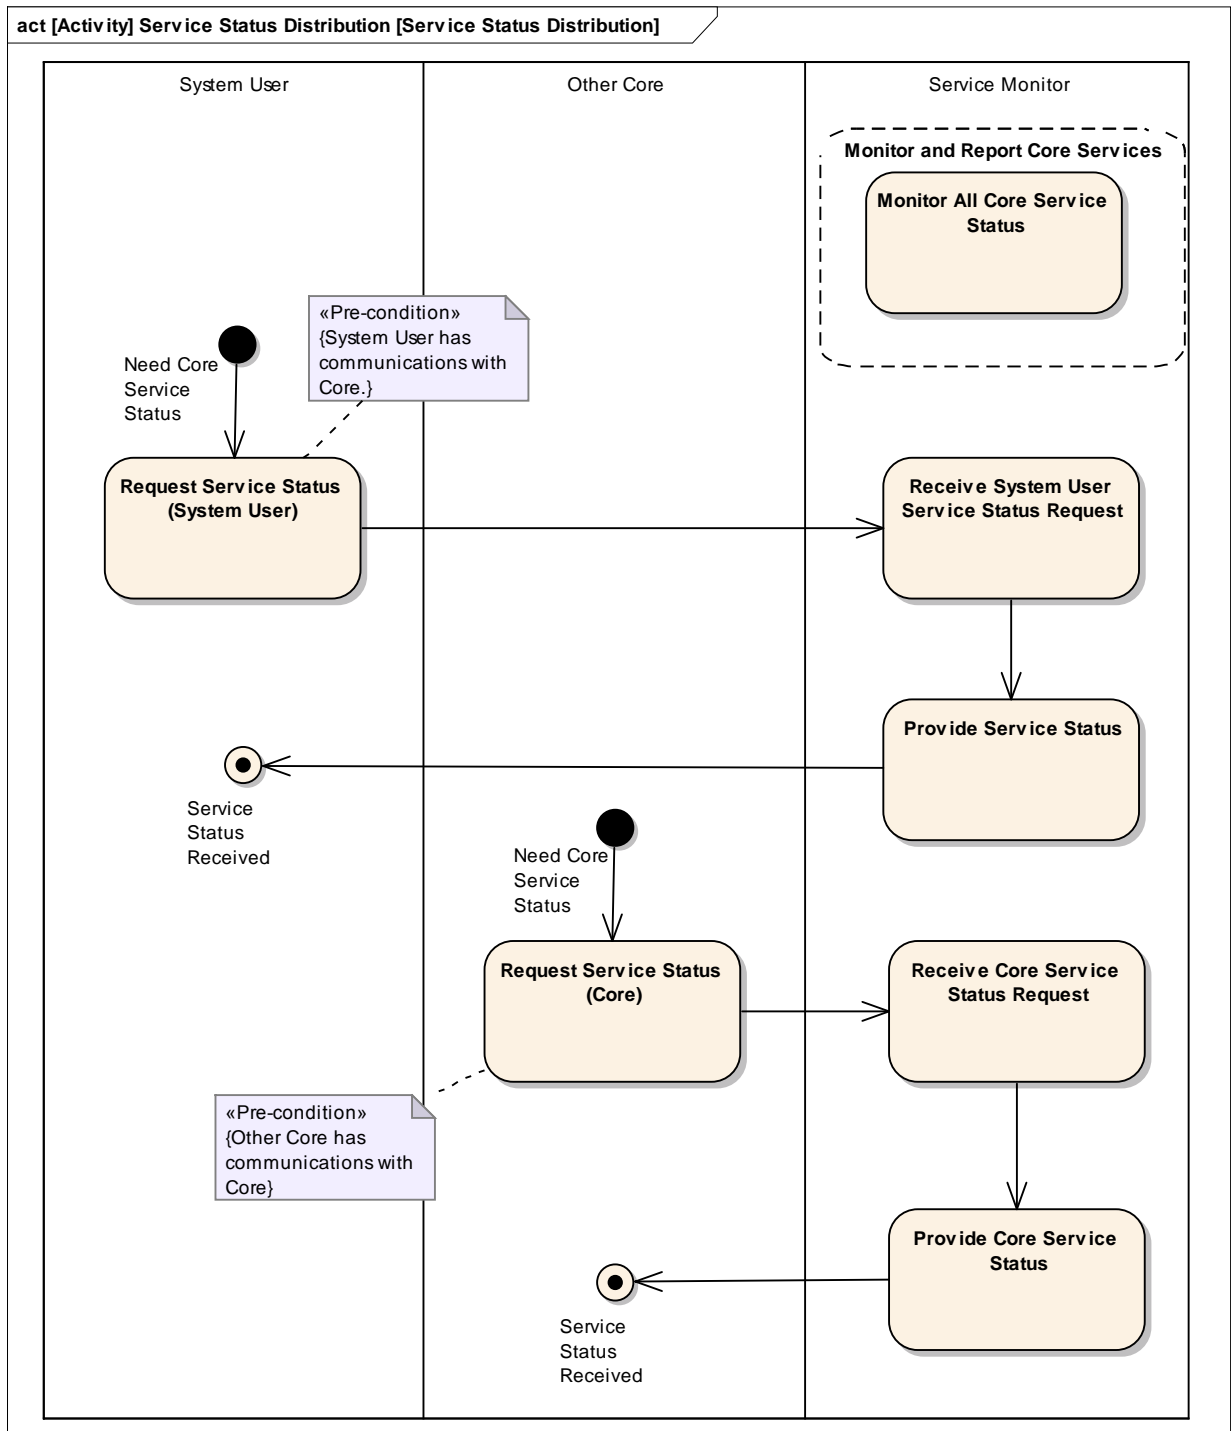 act [Activity] Service Status Distribution [Service Status Distribution]
System User
Other Core
Service Monitor
Monitor and Report Core Services
Monitor All Core Service
Status
«Pre-condition»
{System User has
communications with
Core.}
Need Core
Service
Status
Request Service Status
(System User)
Receive System User
Service Status Request
Provide Service Status
Service
Status
Received
Need Core
Service
Status
Request Service Status
(Core)
Receive Core Service
Status Request
«Pre-condition»
{Other Core has
communications with
Core}
Provide Core Service
Status
Service
Status
Received